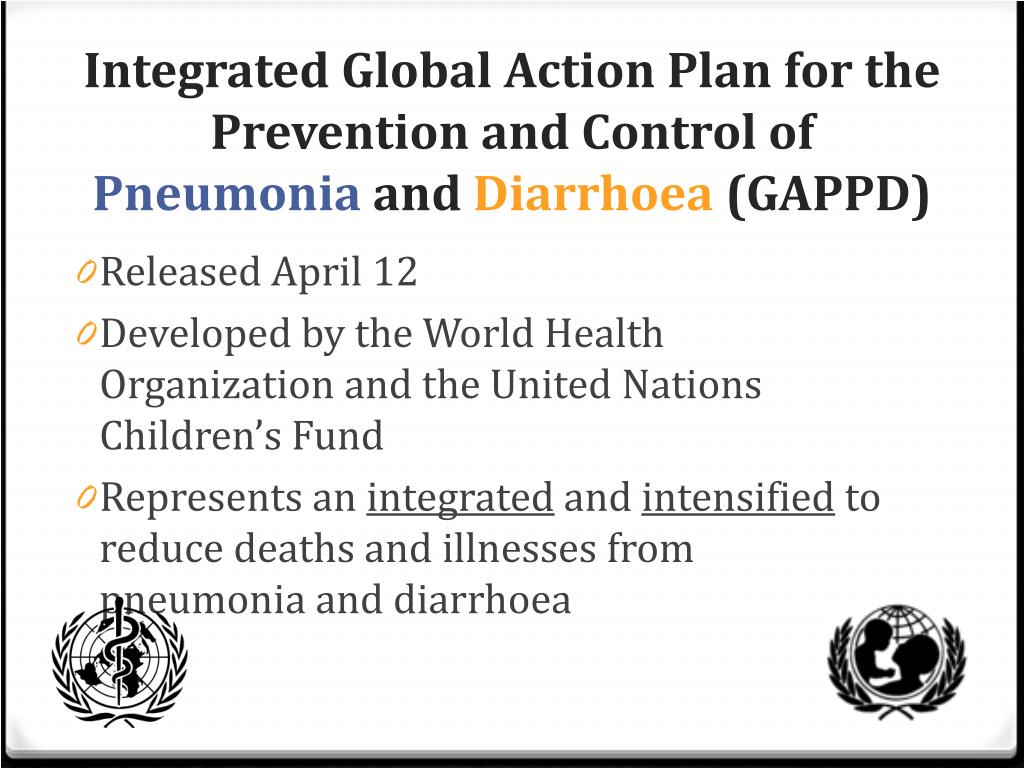 Integrated Global Action Plan for the
Prevention and Control of
Pneumonia and Diarrhoea (GAPPD)
Released April 12
Developed by the World Health
Organization and the United Nations
Children’s Fund
Represents an integrated and intensified to
reduce deaths and illnesses from
pneumonia and diarrhoea